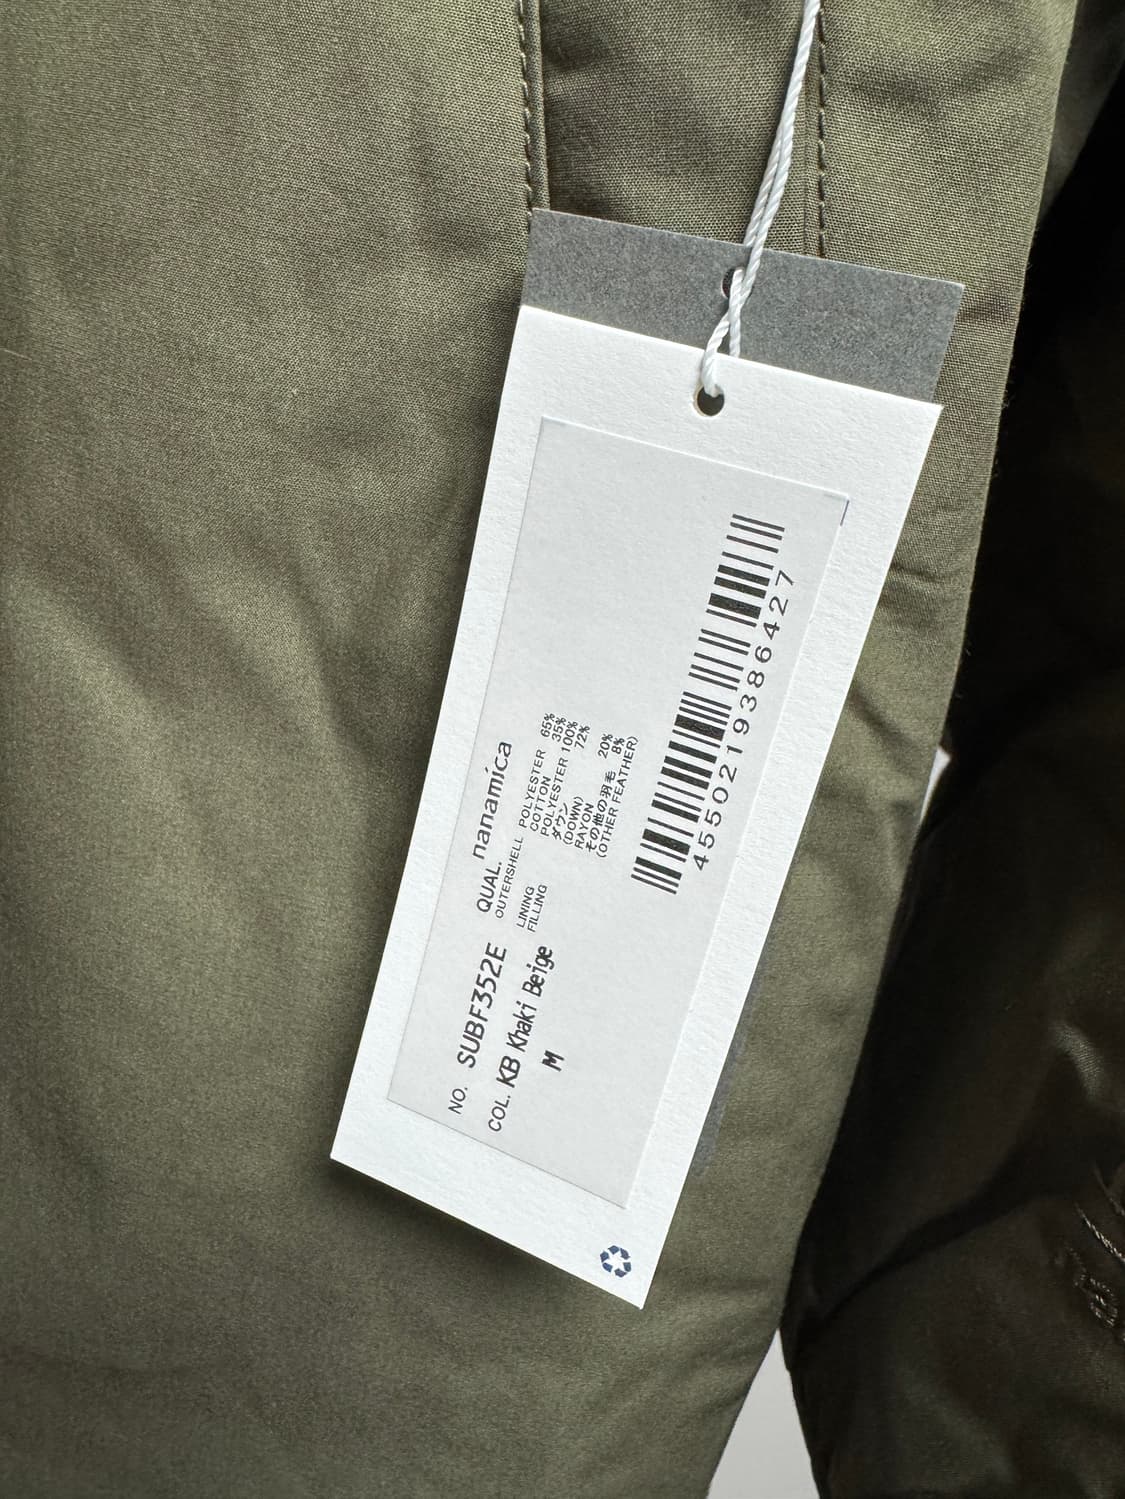 nanamica
NO. SUBF352E
COL. KB Khaki Beige
M
QUAL.
OUTERSHELL POLYESTER 65%
COTTON 35%
LINING POLYESTER 100%
FILLING ダウン 72%
(DOWN)
RAYON 20%
その他の羽毛 8%
(OTHER FEATHER)
4550219386427